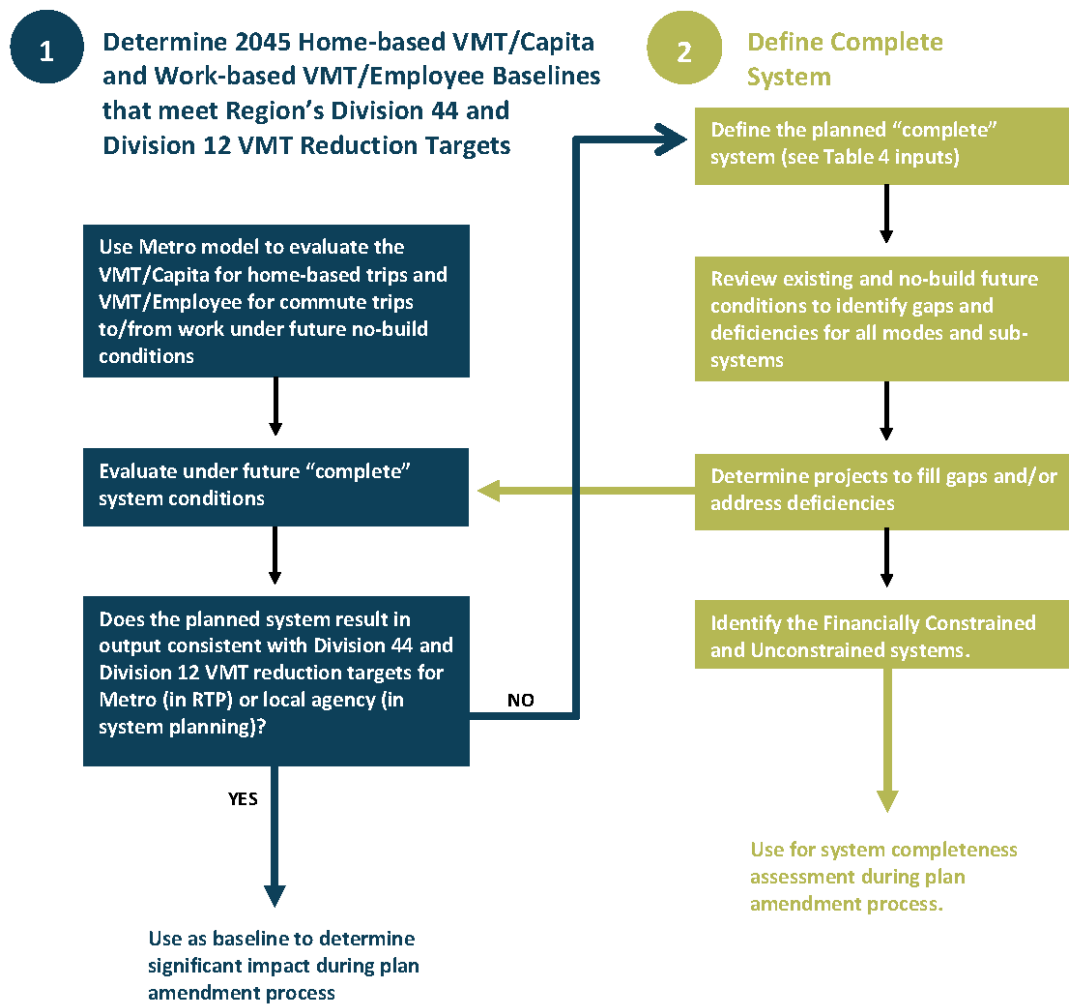 1
Determine 2045 Home-based VMT/Capita
and Work-based VMT/Employee Baselines
that meet Region's Division 44 and
Division 12 VMT Reduction Targets
Use Metro model to evaluate the
VMT/Capita for home-based trips and
VMT/Employee for commute trips
to/from work under future no-build
conditions
Evaluate under future "complete"
system conditions
Does the planned system result in
output consistent with Division 44 and
Division 12 VMT reduction targets for
Metro (in RTP) or local agency (in
system planning)?
NO
YES
Use as baseline to determine
significant impact during plan
amendment process
2
Define Complete
System
Define the planned "complete"
system (see Table 4 inputs)
Review existing and no-build future
conditions to identify gaps and
deficiencies for all modes and sub-
systems
Determine projects to fill gaps and/or
address deficiencies
Identify the Financially Constrained
and Unconstrained systems.
Use for system completeness
assessment during plan
amendment process.